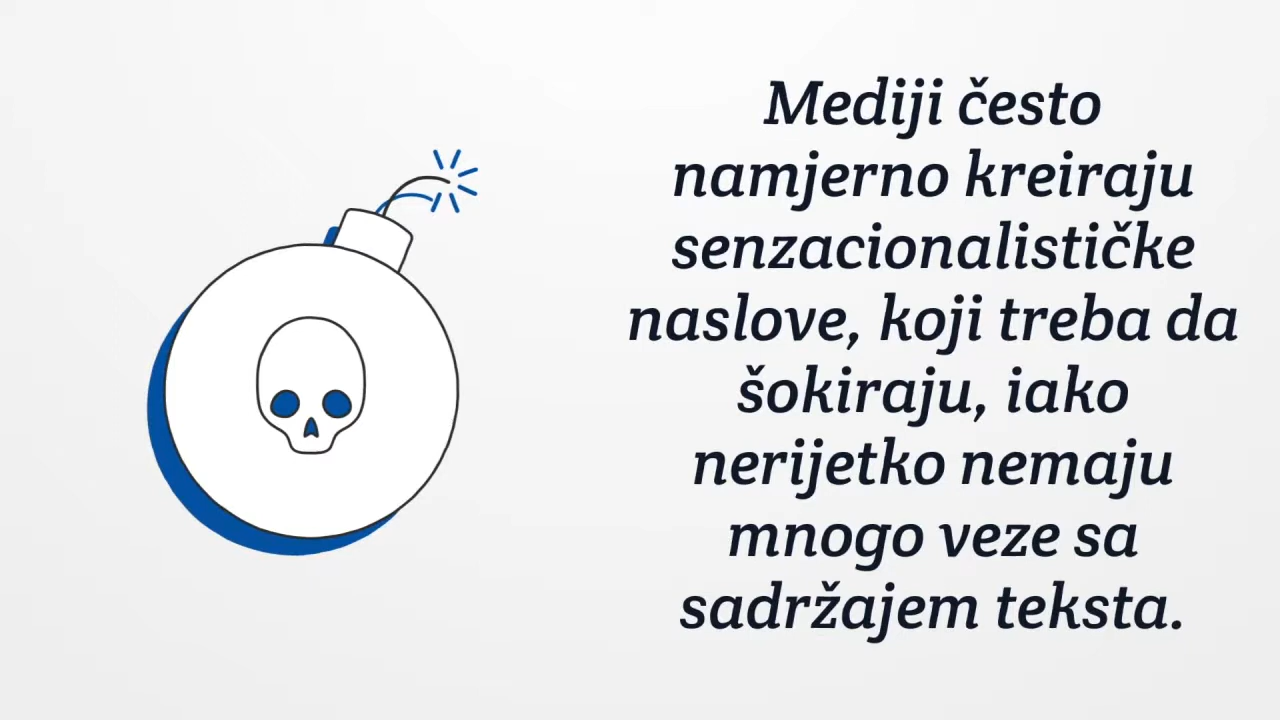 Mediji često
namjerno kreiraju
senzacionalističke
naslove, koji treba da
šokiraju, iako
nerijetko nemaju
mnogo veze sa
sadržajem teksta.